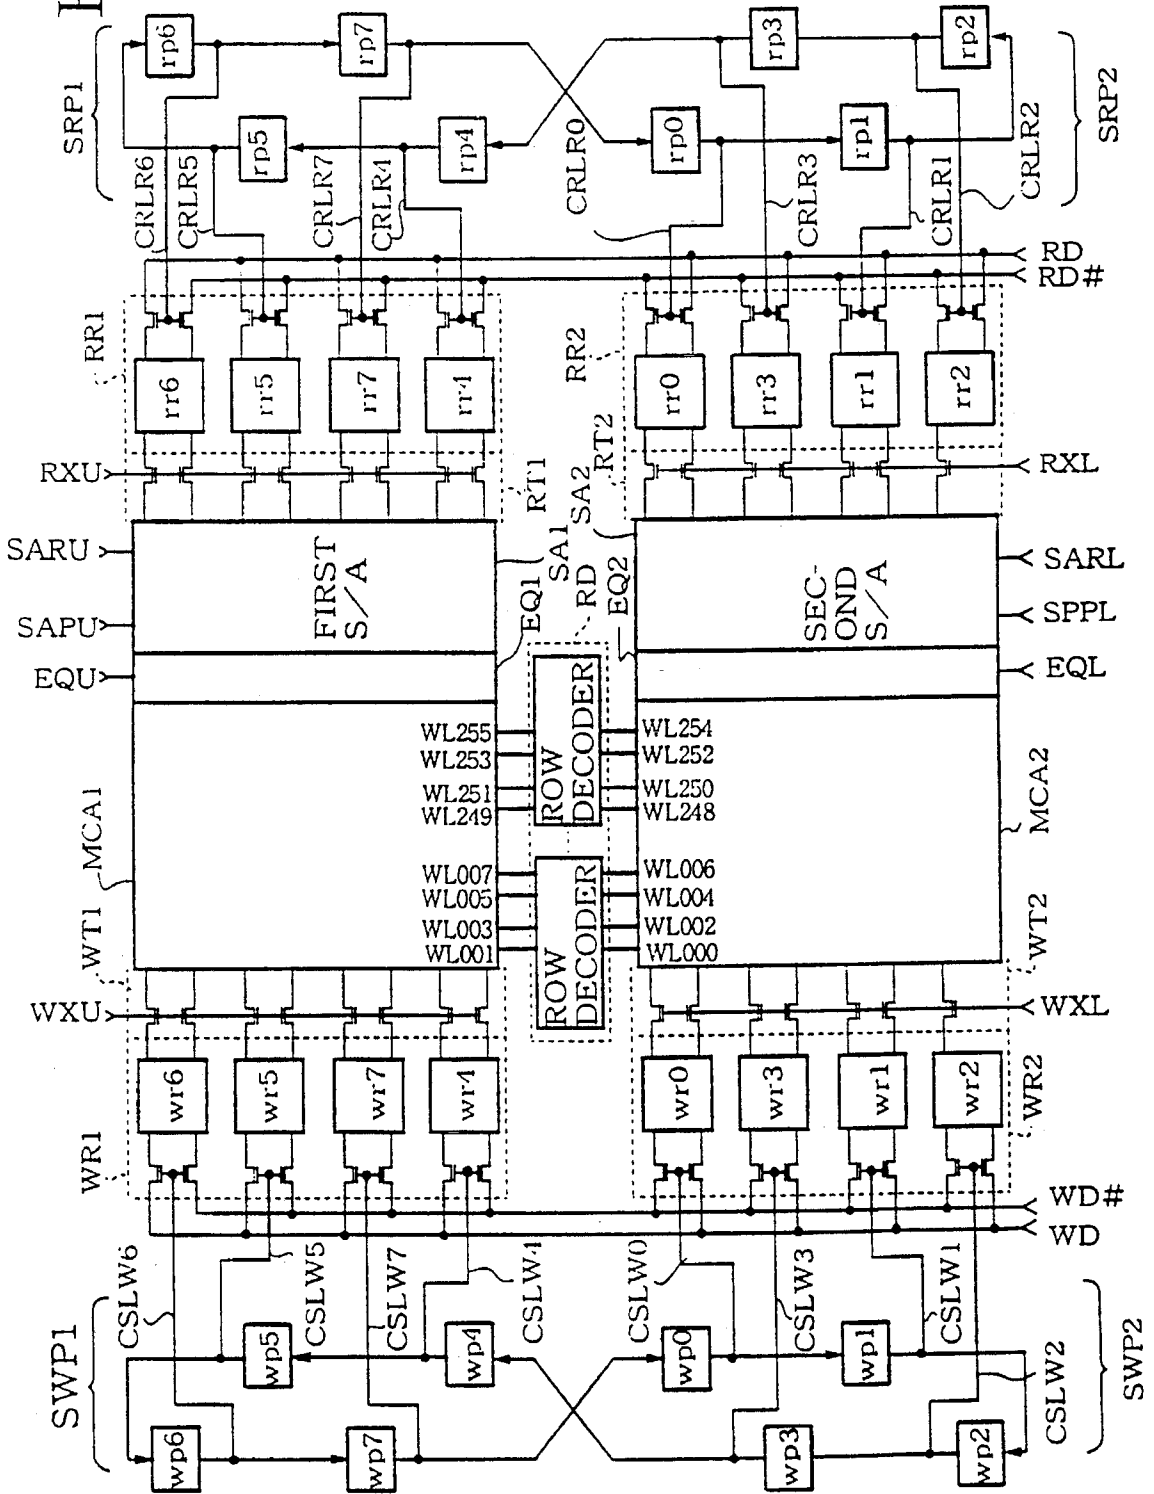 SRP1
rp6
rp7
rp3
rp2
rp5
rp4
rp0
rp1
SRP2
CRLR6
CRLR5
CRLR7
CRLR4
CRLR0
CRLR3
CRLR1
CRLR2
RD
RD#
RR1
RR2
rr6
rr5
rr7
rr4
rr0
rr3
rr1
rr2
RXU
RT1
RT2
RXL
SARU
FIRST
S/A
SA1
SA2
SEC-
OND
S/A
SARL
SAPU
SPPL
EQU
EQ1
RD
EQ2
EQL
MCA1
WL255
WL253
WL251
WL249
ROW
DECODER
WL254
WL252
WL250
WL248
WL007
WL005
WL003
WL001
ROW
DECODER
WL006
WL004
WL002
WL000
MCA2
WT1
WT2
WXU
WXL
WR1
wr6
wr5
wr7
wr4
wr0
wr3
wr1
wr2
WR2
WD#
WD
CSLW6
CSLW5
CSLW7
CSLW4
CSLW0
CSLW3
CSLW1
CSLW2
SWP1
wp5
wp4
wp0
wp1
wp6
wp7
wp3
wp2
SWP2